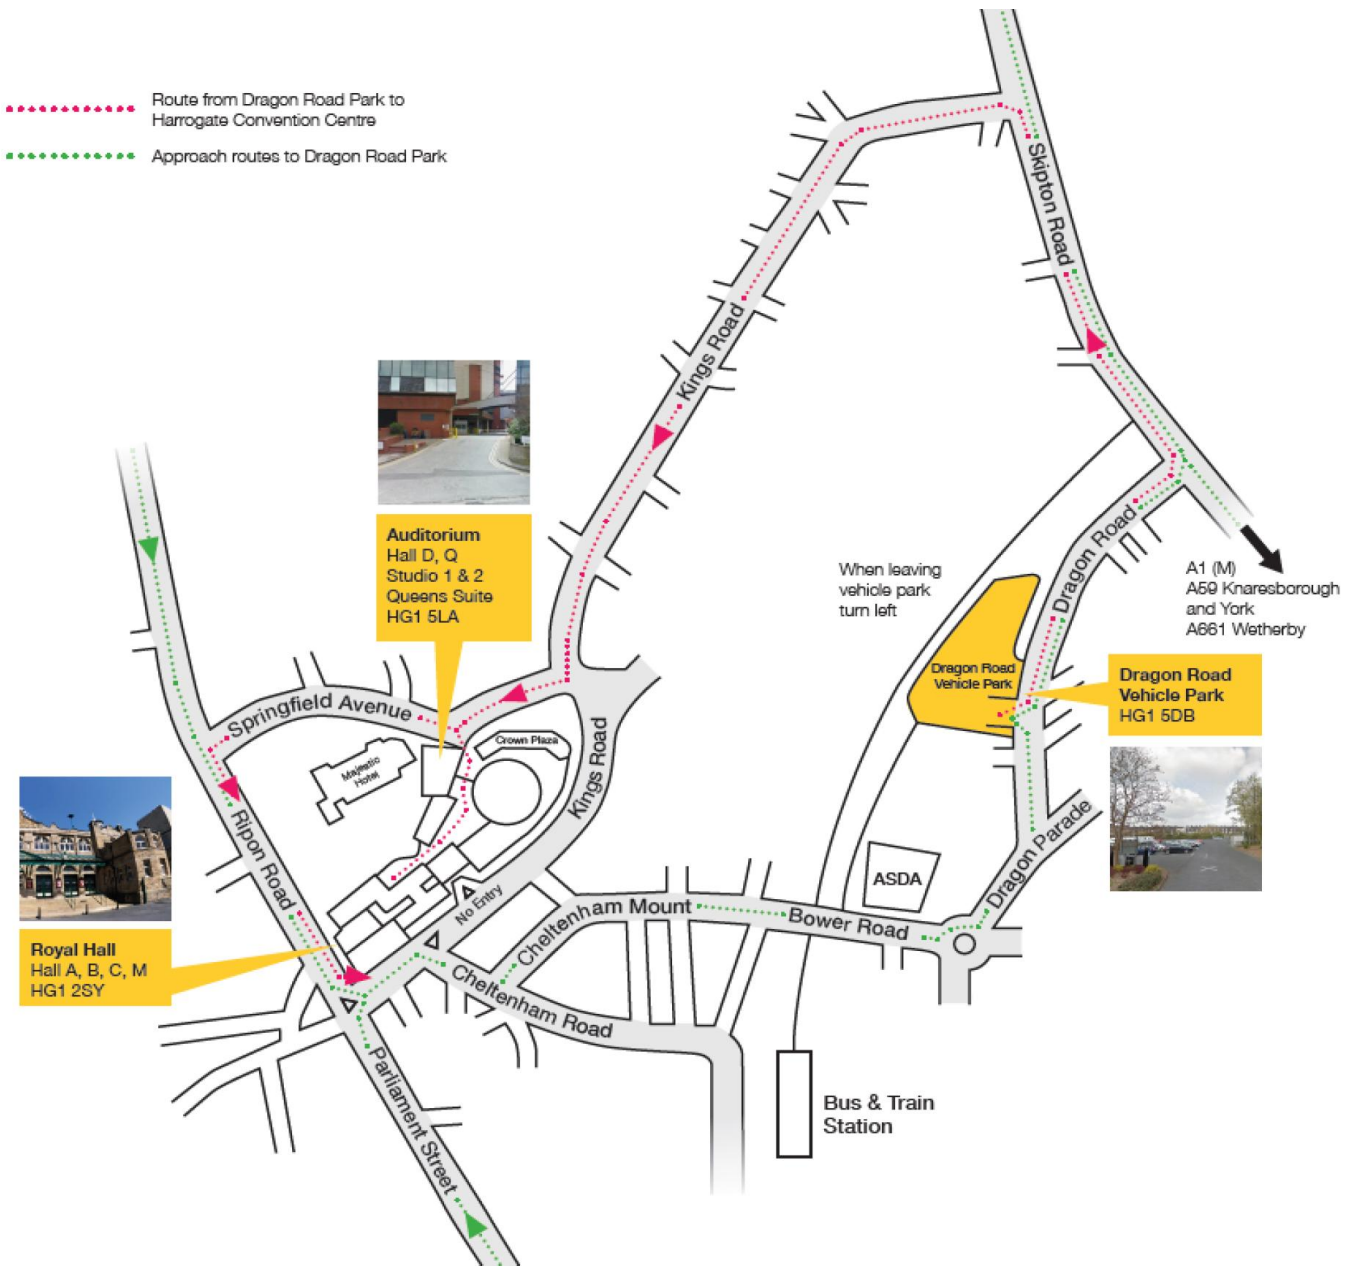 Route from Dragon Road Park to
Harrogate Convention Centre
Approach routes to Dragon Road Park
Skipton Road
Kings Road
Auditorium
Hall D, Q
Studio 1 & 2
Queens Suite
HG1 5LA
When leaving
vehicle park
turn left
Dragon Road
A1 (M)
A59 Knaresborough
and York
A661 Wetherby
Dragon Road
Vehicle Park
Dragon Road
Vehicle Park
HG1 5DB
Springfield Avenue
Crown Plaza
Majestic
Hotel
Kings Road
Ripon Road
Dragon Parade
ASDA
No Entry
Cheltenham Mount
Bower Road
Royal Hall
Hall A, B, C, M
HG1 2SY
Cheltenham Road
Parliament Street
Bus & Train
Station